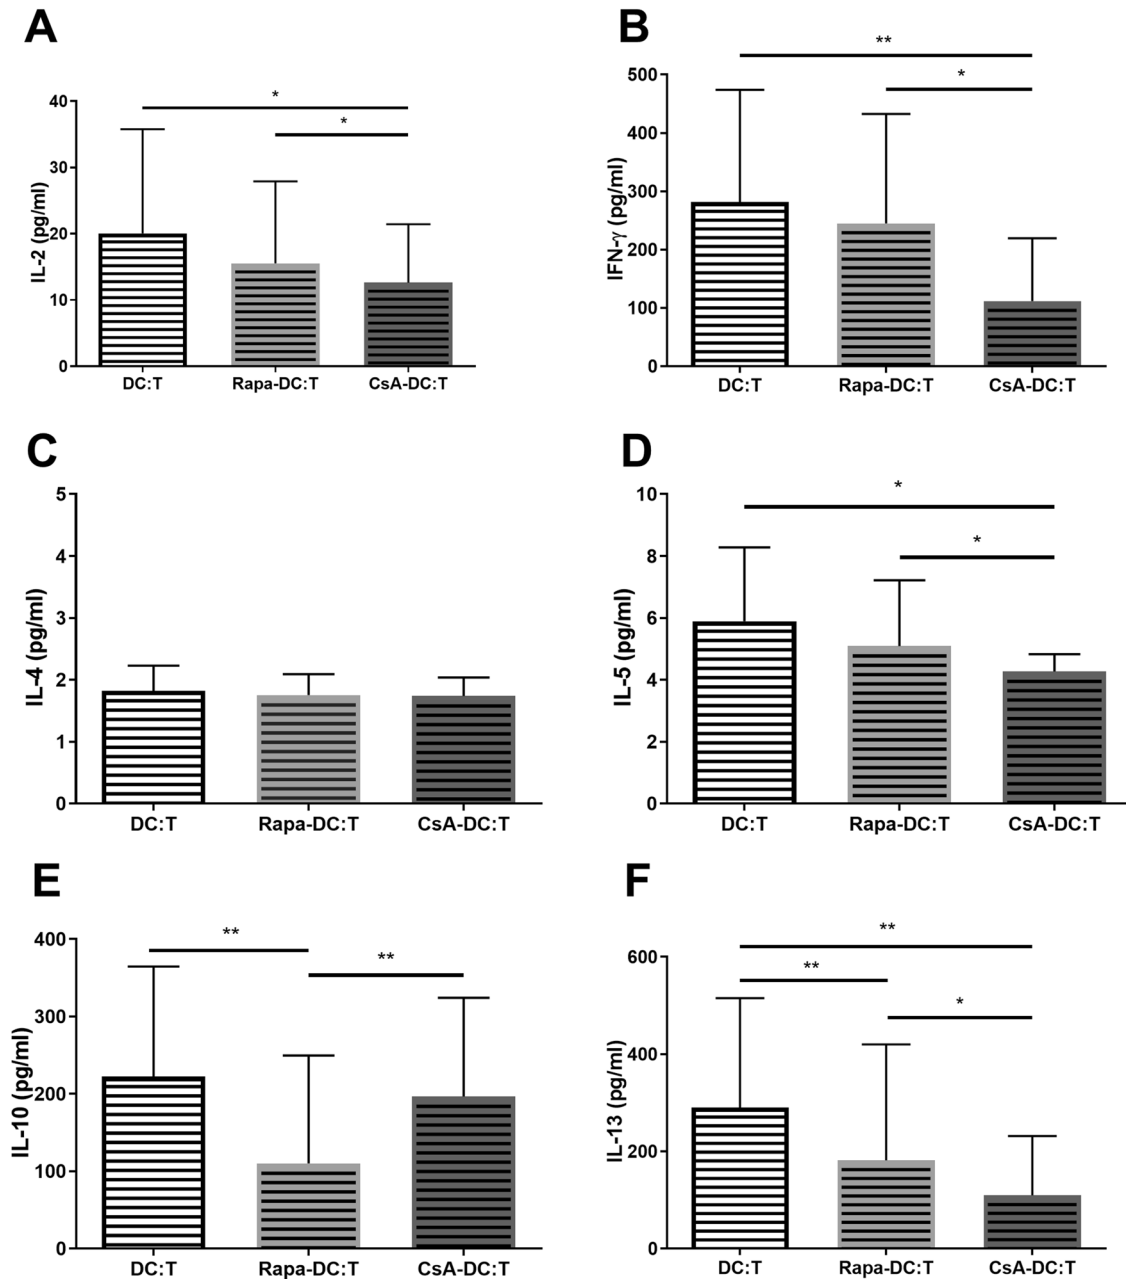 A
*
*
40
30
20
10
0
IL-2 (pg/ml)
DC:T Rapa-DC:T CsA-DC:T
B
**
*
500
400
300
200
100
0
IFN-γ (pg/ml)
DC:T Rapa-DC:T CsA-DC:T
C
5
4
3
2
1
0
IL-4 (pg/ml)
DC:T Rapa-DC:T CsA-DC:T
D
*
*
10
8
6
4
2
0
IL-5 (pg/ml)
DC:T Rapa-DC:T CsA-DC:T
E
**
**
400
300
200
100
0
IL-10 (pg/ml)
DC:T Rapa-DC:T CsA-DC:T
F
**
**
*
600
400
200
0
IL-13 (pg/ml)
DC:T Rapa-DC:T CsA-DC:T